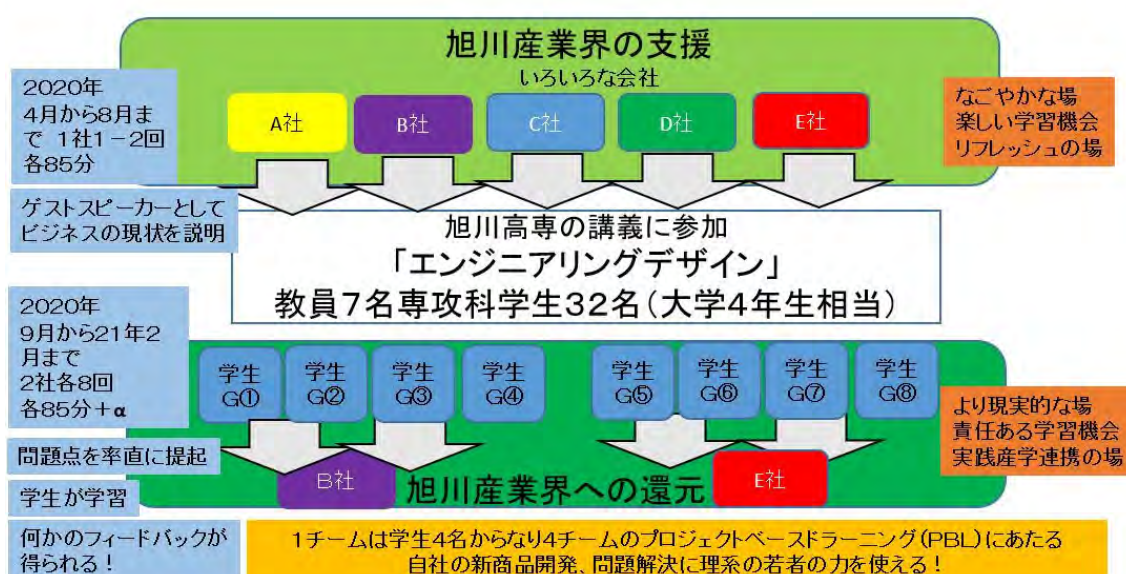 旭川産業界の支援
いろいろな会社
2020年
4月から8月ま
で 1社1－2回
各85分
A社
B社
C社
D社
E社
なごやかな場
楽しい学習機会
リフレッシュの場
ゲストスピーカーとして
ビジネスの現状を説明
旭川高専の講義に参加
「エンジニアリングデザイン」
教員7名専攻科学生32名(大学4年生相当)
2020年
9月から21年2
月まで
2社各8回
各85分＋α
学生
G①
学生
G②
学生
G③
学生
G④
学生
G⑤
学生
G⑥
学生
G⑦
学生
G⑧
より現実的な場
責任ある学習機会
実践産学連携の場
問題点を率直に提起
B社
旭川産業界への還元
E社
学生が学習
何かのフィードバックが
得られる！
1チームは学生4名からなり4チームのプロジェクトベースドラーニング(PBL)にあたる
自社の新商品開発、問題解決に理系の若者の力を使える！